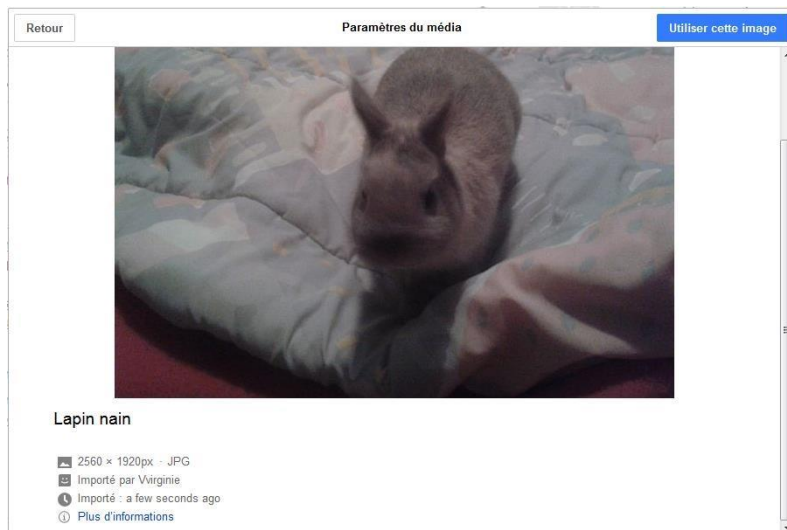 Retour
Paramètres du média
Utiliser cette image
Lapin nain
2560 × 1920px · JPG
Importé par Vvirginie
Importé : a few seconds ago
Plus d'informations